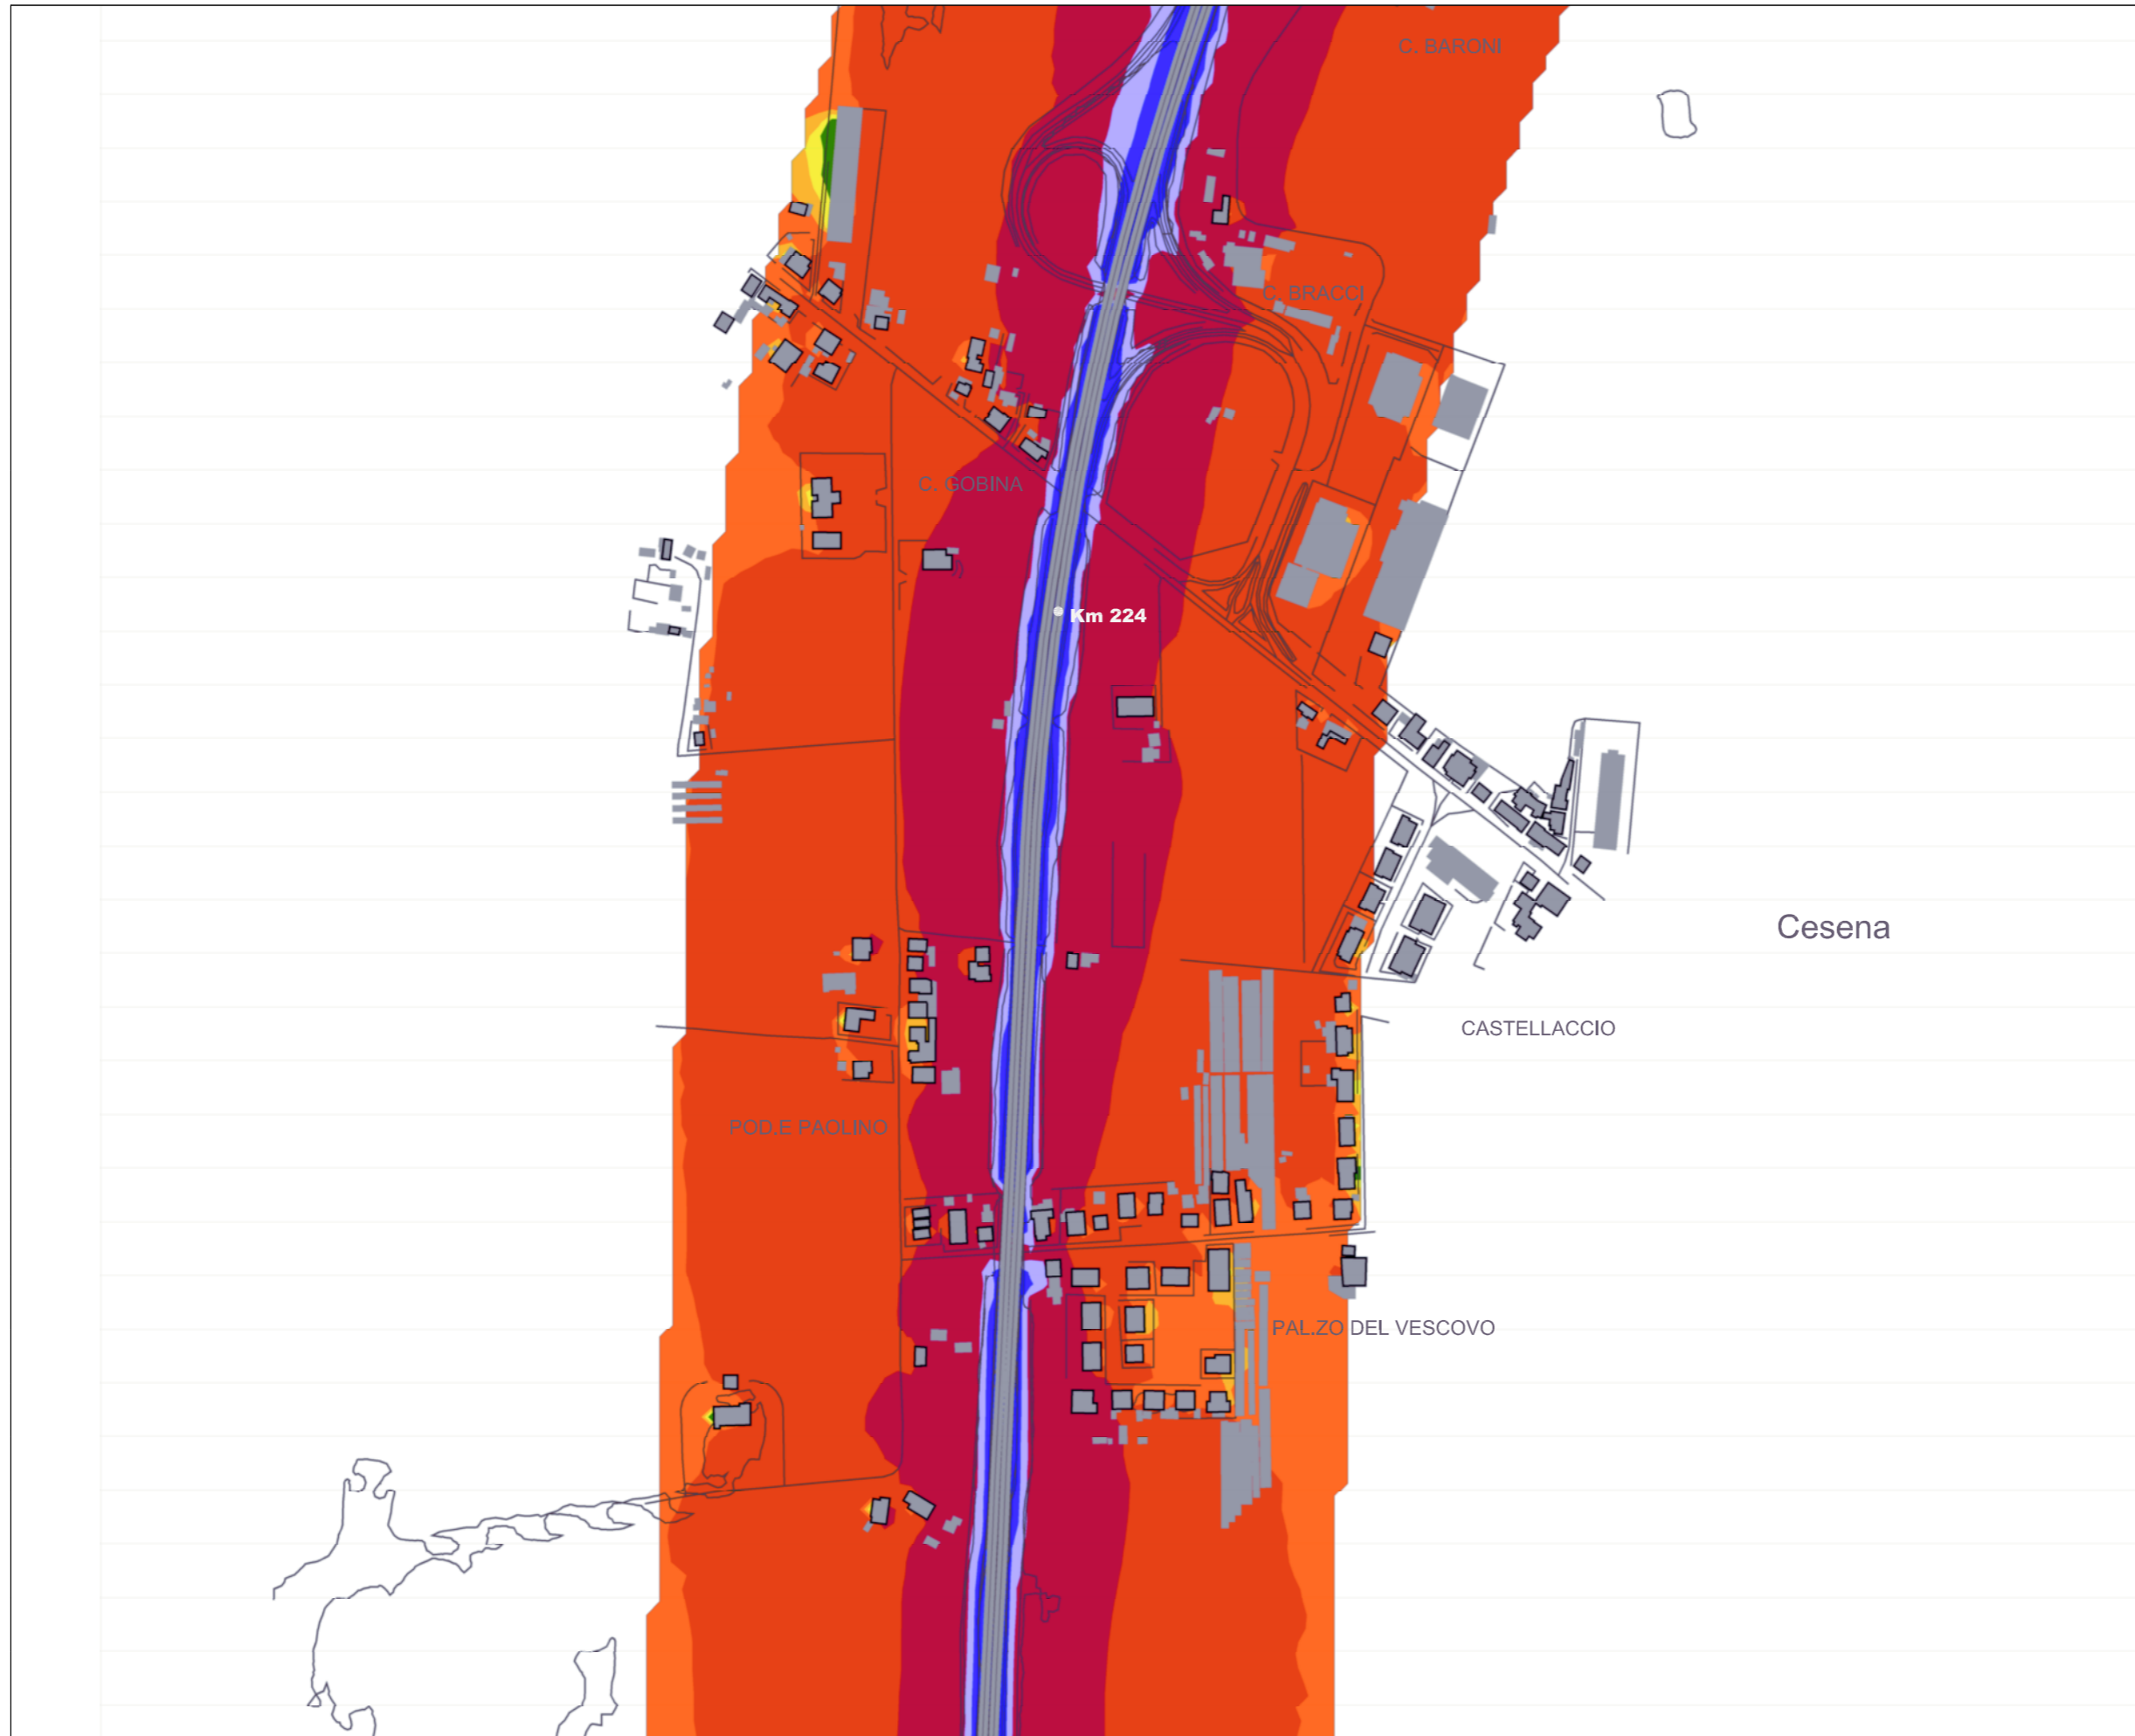 C. BARONI
C. BRACCI
C. GOBINA
Km 224
Cesena
CASTELLACCIO
POD.E PAOLINO
PAL.ZO DEL VESCOVO